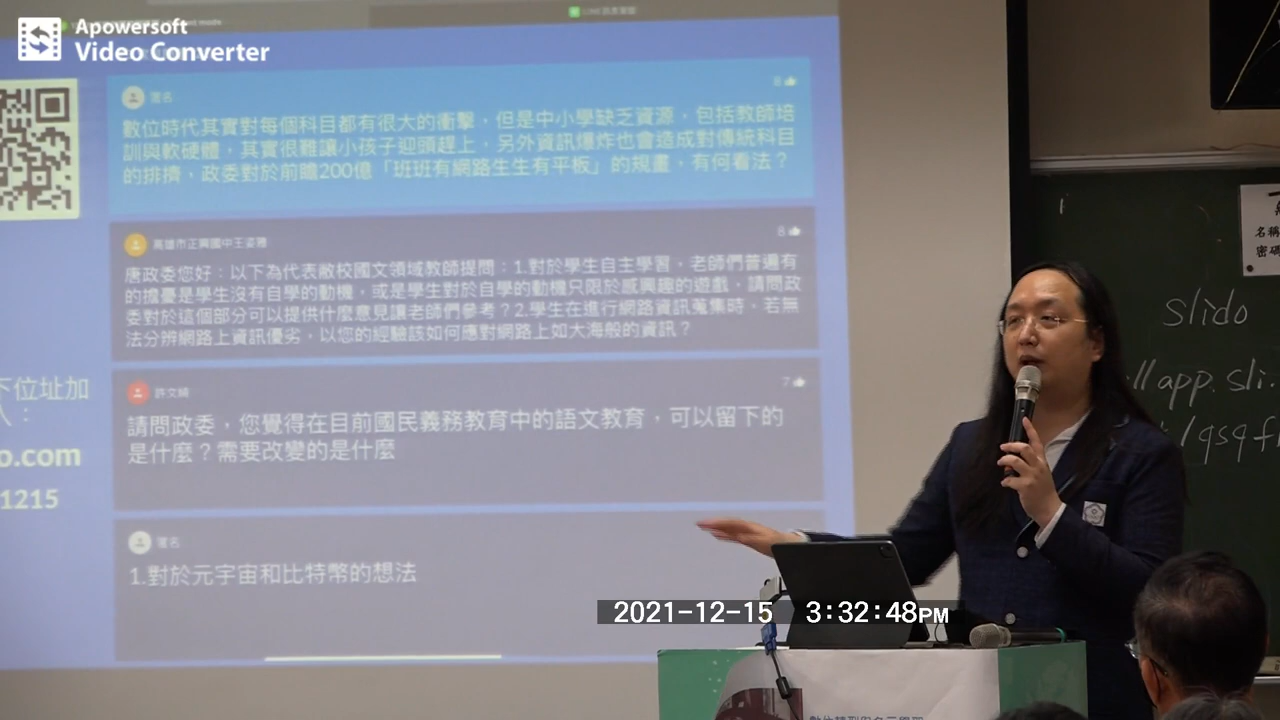 Apowersoft
Video Converter
匿名
8
數位時代其實對每個科目都有很大的衝擊，但是中小學缺乏資源，包括教師培
訓與軟硬體，其實很難讓小孩子迎頭趕上，另外資訊爆炸也會造成對傳統科目
的排擠，政委對於前瞻200億「班班有網路生生有平板」的規畫，有何看法？
高雄市正興國中王姿雅
8
唐政委您好：以下為代表敝校國文領域教師提問：1.對於學生自主學習，老師們普遍有
的擔憂是學生沒有自學的動機，或是學生對於自學的動機只限於感興趣的遊戲，請問政
委對於這個部分可以提供什麼意見讓老師們參考？2.學生在進行網路資訊蒐集時，若無
法分辨網路上資訊優劣，以您的經驗該如何應對網路上如大海般的資訊？
7
請問政委，您覺得在目前國民義務教育中的語文教育，可以留下的
是什麼？需要改變的是什麼
匿名
1.對於元宇宙和比特幣的想法
下位址加
入：
o.com
1215
名稱
密碼
slido
//app.sli.
/qsqf
2021-12-15 3:32:48PM